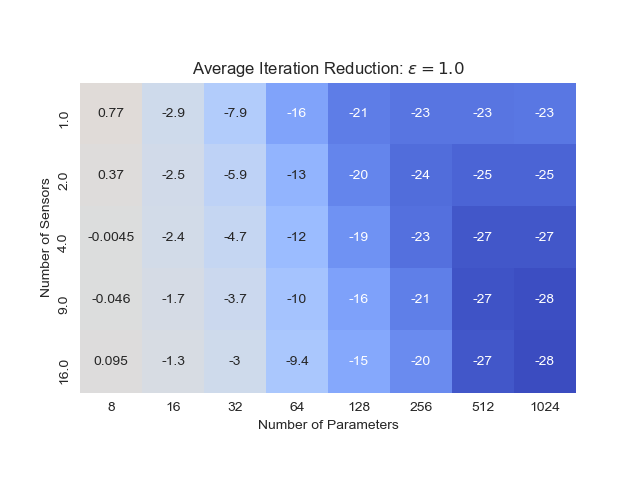 Average Iteration Reduction: ε = 1.0
Number of Sensors
1.0 0.77 -2.9 -7.9 -16 -21 -23 -23 -23
2.0 0.37 -2.5 -5.9 -13 -20 -24 -25 -25
4.0 -0.0045 -2.4 -4.7 -12 -19 -23 -27 -27
9.0 -0.046 -1.7 -3.7 -10 -16 -21 -27 -28
16.0 0.095 -1.3 -3 -9.4 -15 -20 -27 -28
8 16 32 64 128 256 512 1024
Number of Parameters